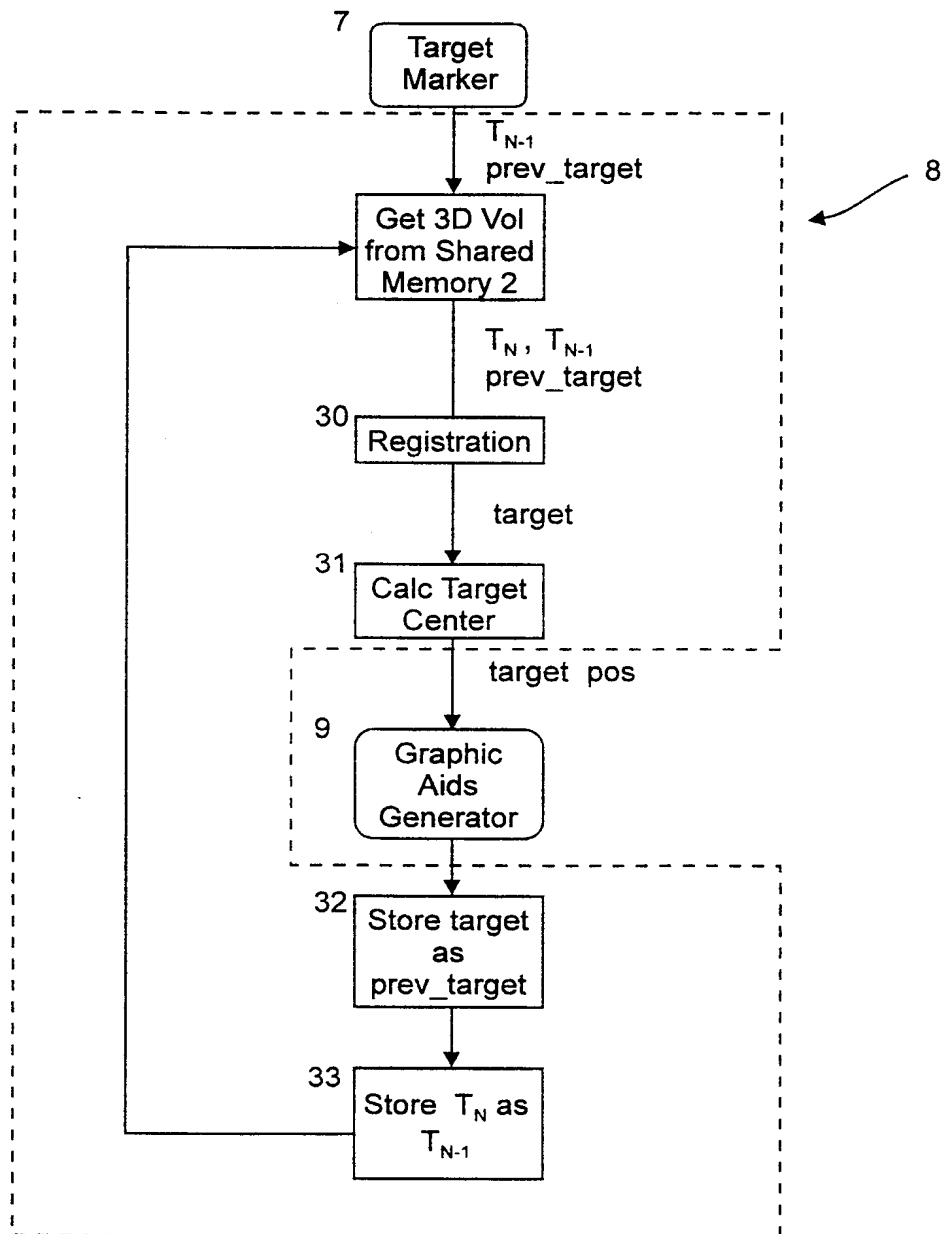 7
Target
Marker
T_N-1
prev_target
8
Get 3D Vol
from Shared
Memory 2
T_N , T_N-1
prev_target
30
Registration
target
31
Calc Target
Center
target pos
9
Graphic
Aids
Generator
32
Store target
as
prev_target
33
Store T_N as
T_N-1